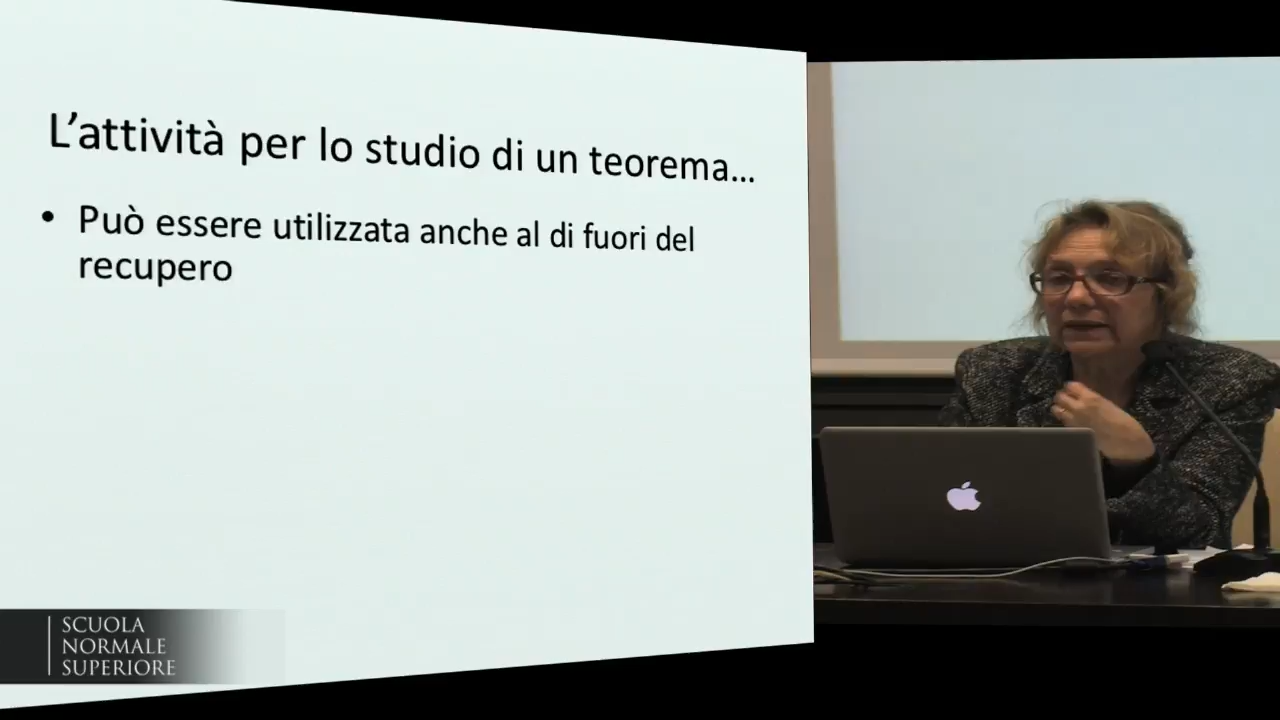 L'attività per lo studio di un teorema...
• Può essere utilizzata anche al di fuori del
recupero
SCUOLA
NORMALE
SUPERIORE